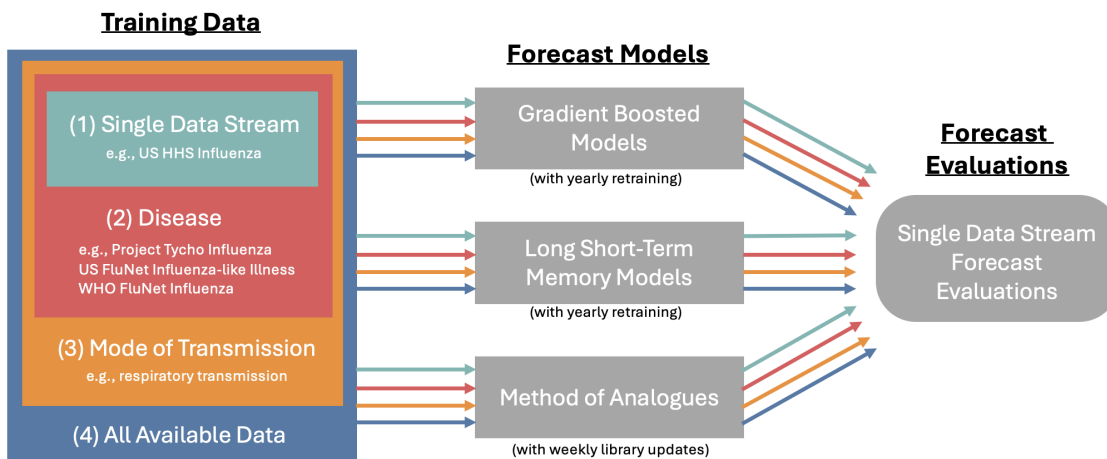 Training Data
(1) Single Data Stream
e.g., US HHS Influenza
(2) Disease
e.g., Project Tycho Influenza
US FluNet Influenza-like Illness
WHO FluNet Influenza
(3) Mode of Transmission
e.g., respiratory transmission
(4) All Available Data
Forecast Models
Gradient Boosted
Models
(with yearly retraining)
Long Short-Term
Memory Models
(with yearly retraining)
Method of Analogues
(with weekly library updates)
Forecast
Evaluations
Single Data Stream
Forecast
Evaluations